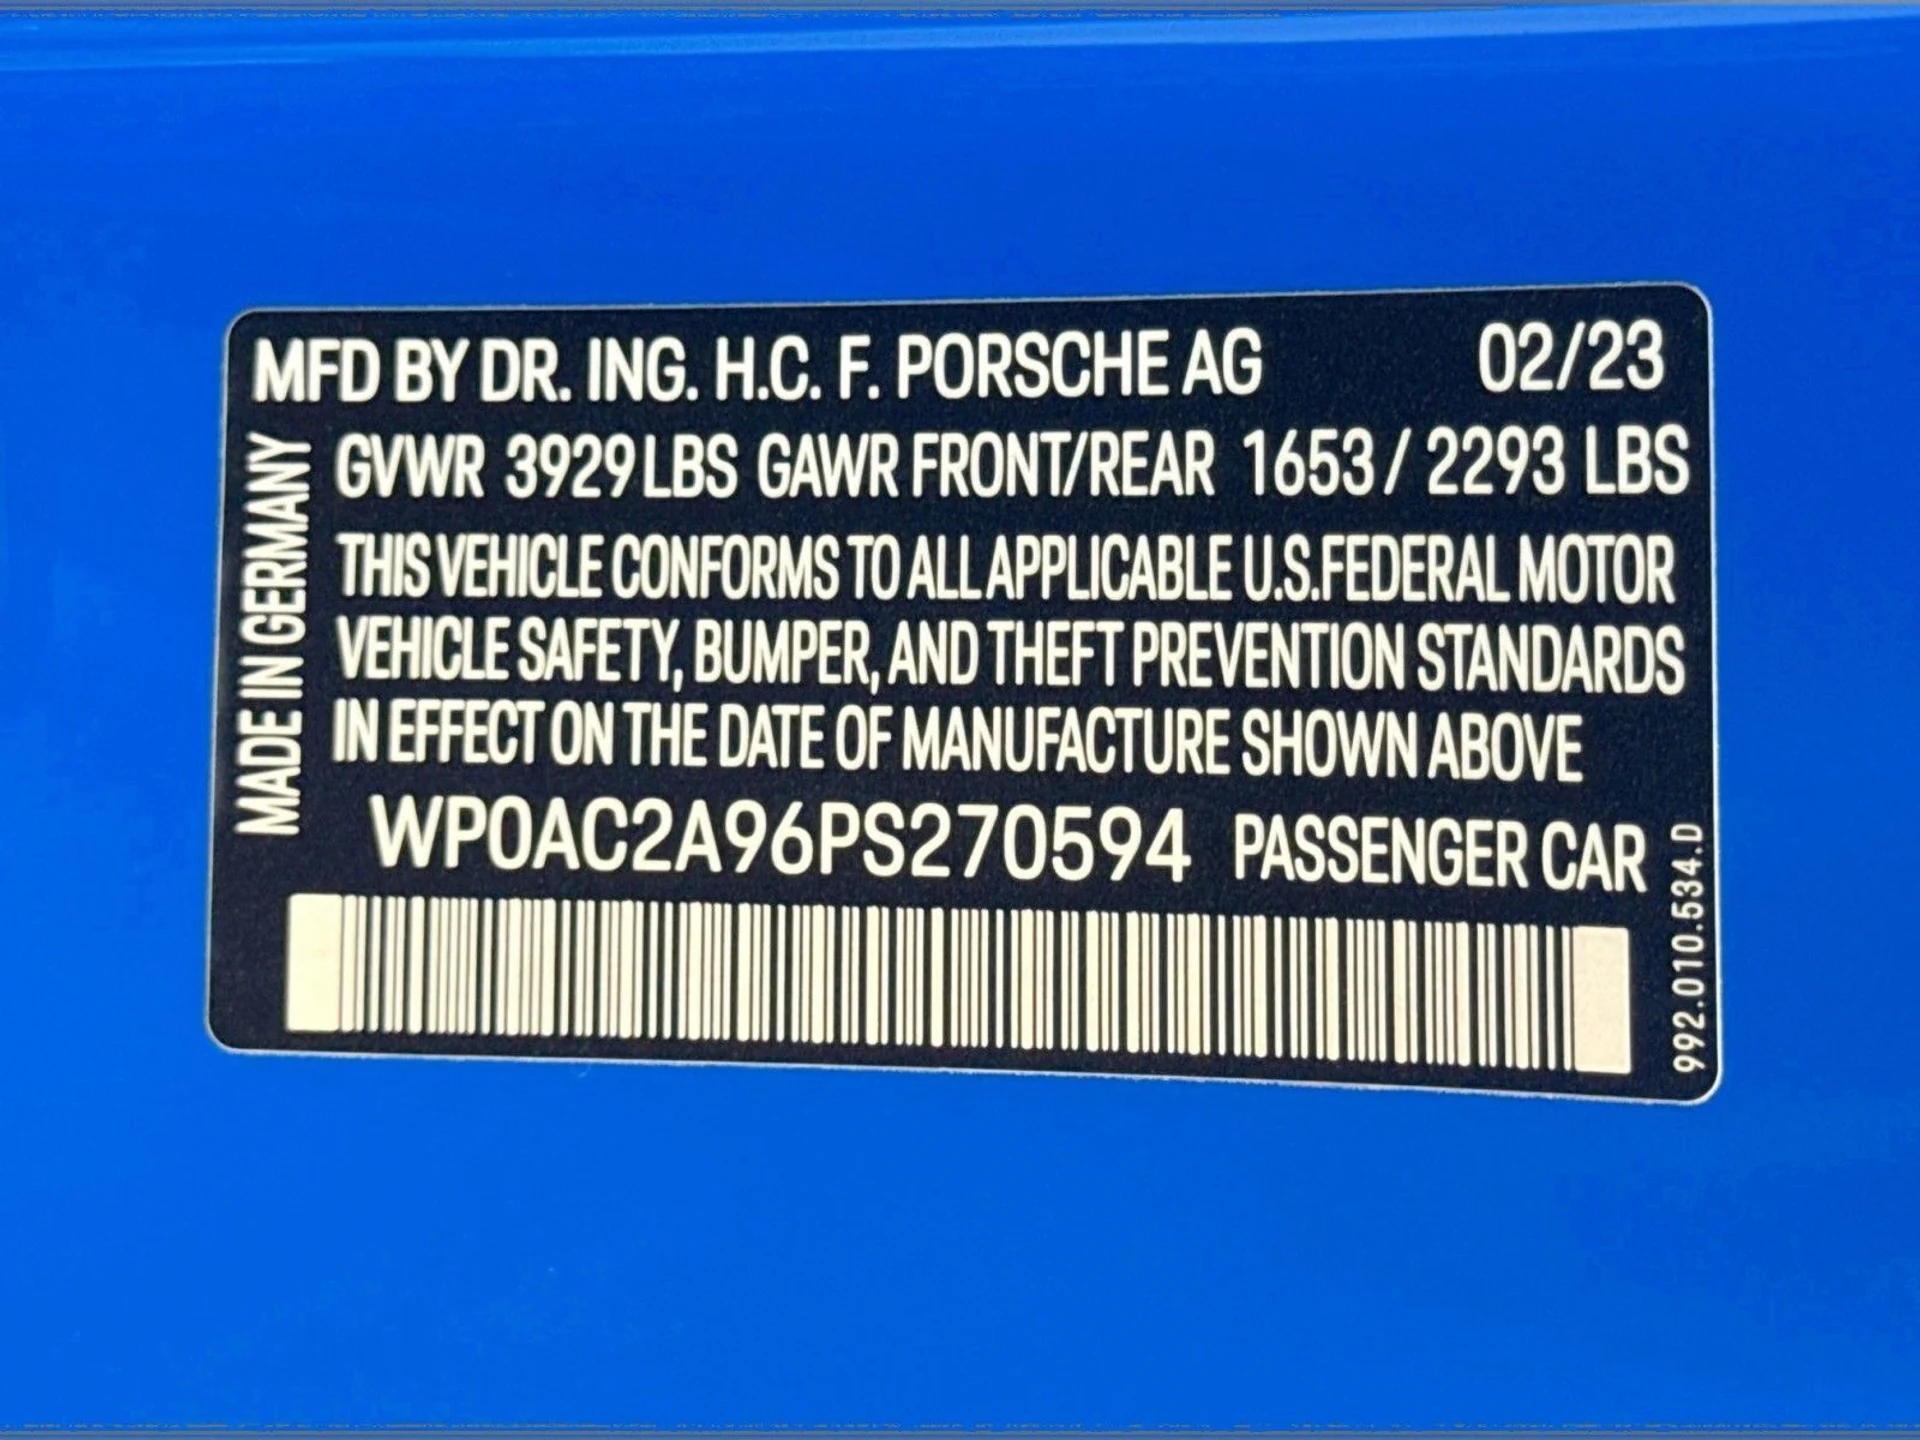 MFD BY DR. ING. H.C. F. PORSCHE AG 02/23
GVWR 3929 LBS GAWR FRONT/REAR 1653 / 2293 LBS
THIS VEHICLE CONFORMS TO ALL APPLICABLE U.S.FEDERAL MOTOR
VEHICLE SAFETY, BUMPER, AND THEFT PREVENTION STANDARDS
IN EFFECT ON THE DATE OF MANUFACTURE SHOWN ABOVE
WP0AC2A96PS270594 PASSENGER CAR
MADE IN GERMANY
992.010.534.D